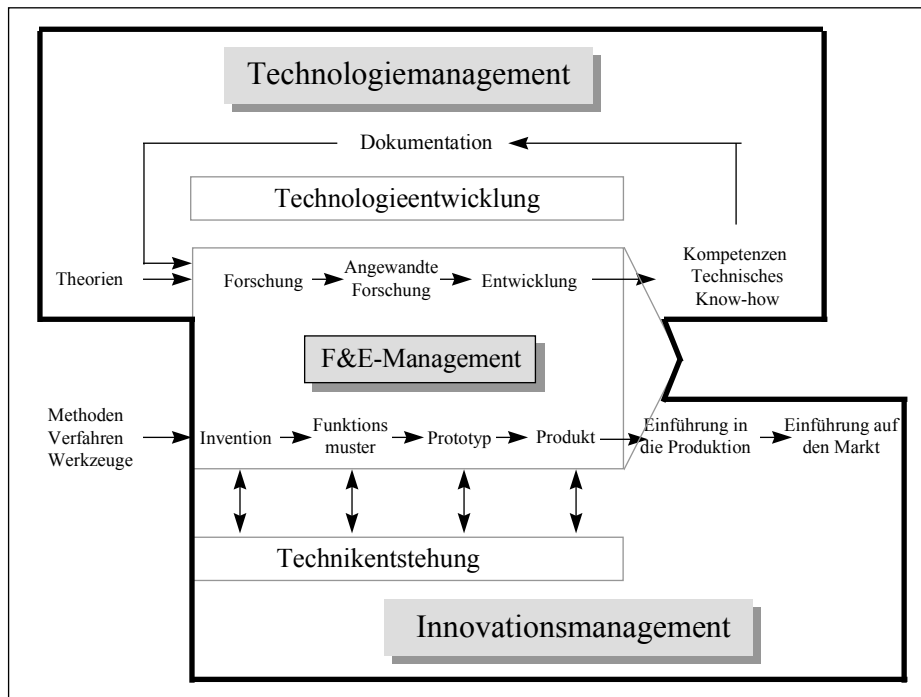 Technologiemanagement
Dokumentation
Technologieentwicklung
Theorien
Forschung
Angewandte
Forschung
Entwicklung
Kompetenzen
Technisches
Know-how
F&E-Management
Methoden
Verfahren
Werkzeuge
Invention
Funktions
muster
Prototyp
Produkt
Einführung in
die Produktion
Einführung auf
den Markt
Technikentstehung
Innovationsmanagement